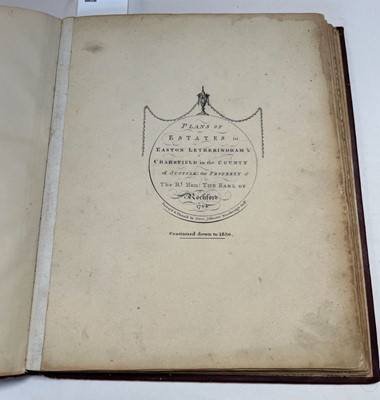 PLANS OF
ESTATES in
EASTON LETHERINGHAM &
CHARSFIELD in the COUNTY
of SUFFOLK: the PROPERTY of
The Rt. Hon: THE EARL OF
Rochford
Continued down to 1830.